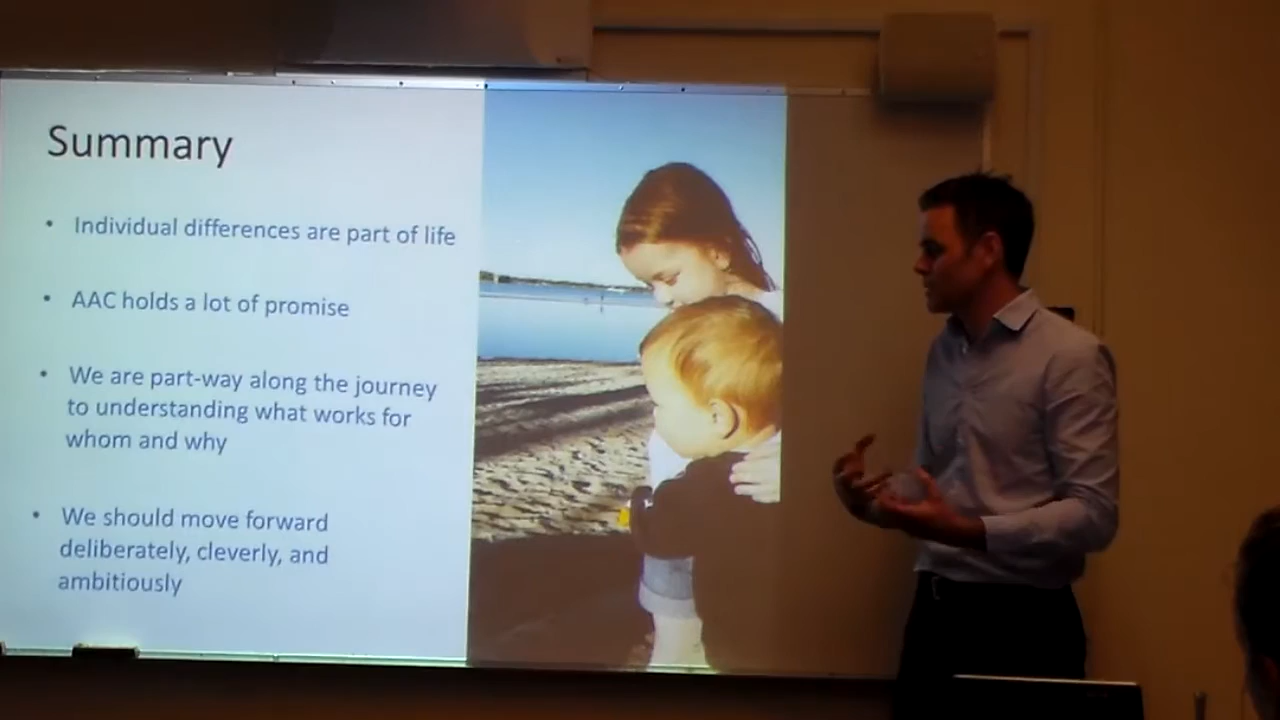 Summary
• Individual differences are part of life
• AAC holds a lot of promise
• We are part-way along the journey
to understanding what works for
whom and why
• We should move forward
deliberately, cleverly, and
ambitiously